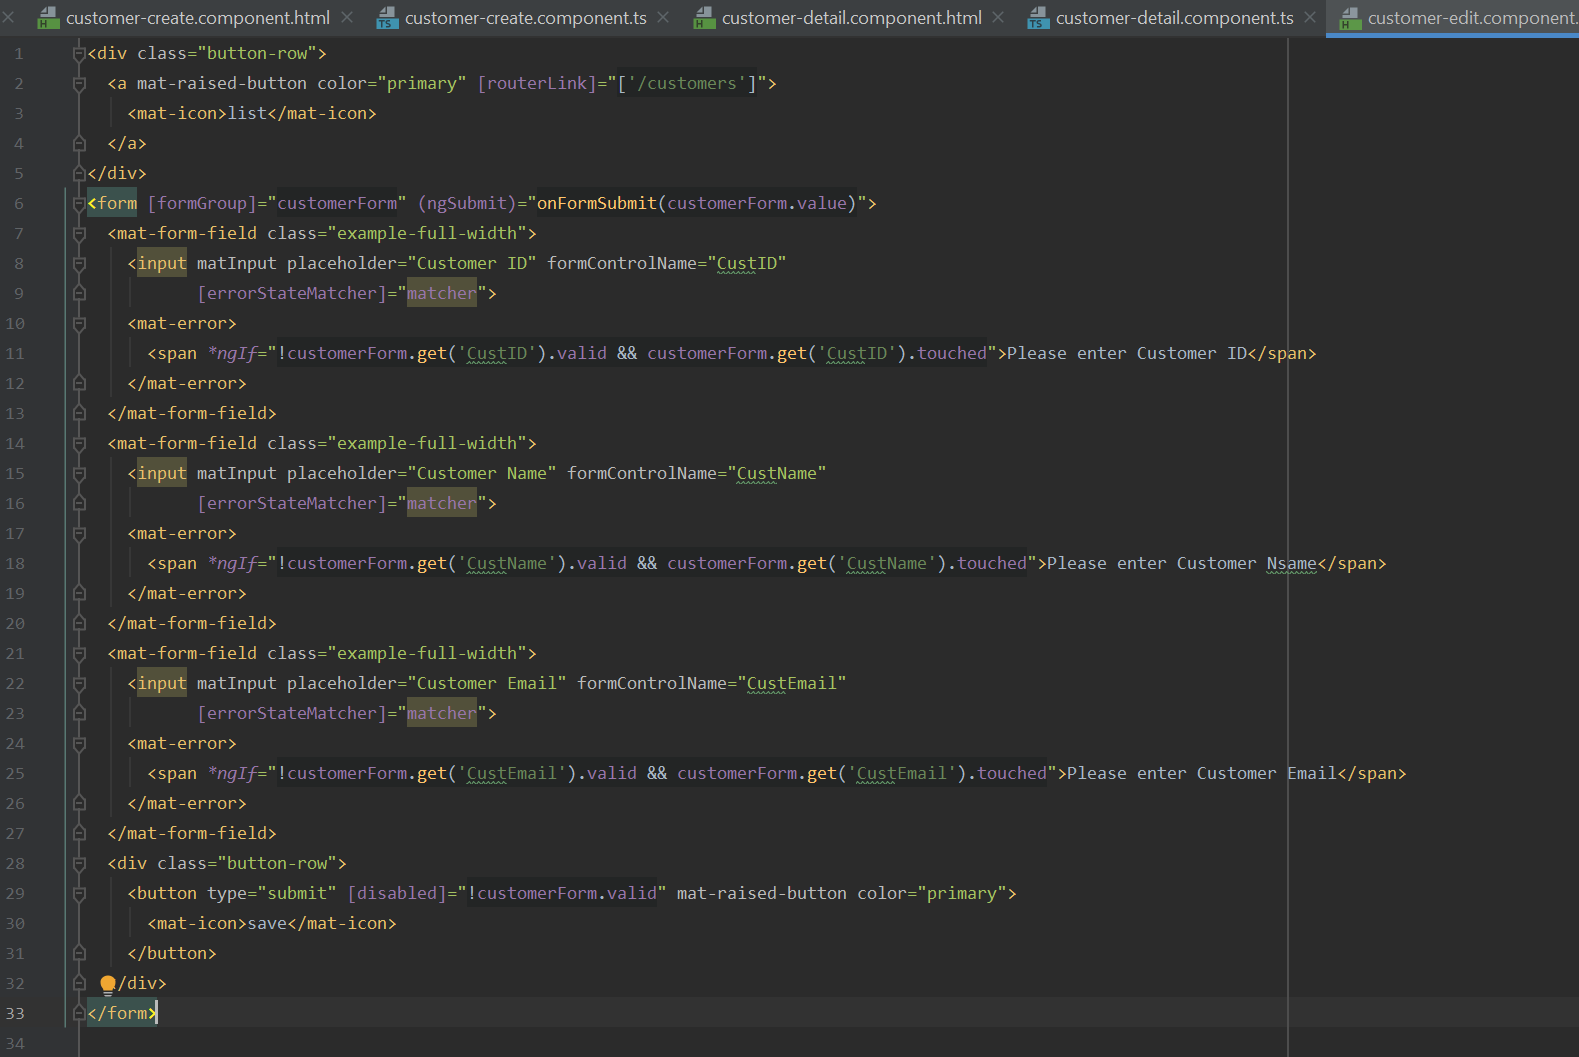 customer-create.component.html customer-create.component.ts customer-detail.component.html customer-detail.component.ts customer-edit.component.
1 <div class="button-row">
2   <a mat-raised-button color="primary" [routerLink]="['/customers']">
3     <mat-icon>list</mat-icon>
4   </a>
5 </div>
6 <form [formGroup]="customerForm" (ngSubmit)="onFormSubmit(customerForm.value)">
7   <mat-form-field class="example-full-width">
8     <input matInput placeholder="Customer ID" formControlName="CustID"
9            [errorStateMatcher]="matcher">
10     <mat-error>
11       <span *ngIf="!customerForm.get('CustID').valid && customerForm.get('CustID').touched">Please enter Customer ID</span>
12     </mat-error>
13   </mat-form-field>
14   <mat-form-field class="example-full-width">
15     <input matInput placeholder="Customer Name" formControlName="CustName"
16            [errorStateMatcher]="matcher">
17     <mat-error>
18       <span *ngIf="!customerForm.get('CustName').valid && customerForm.get('CustName').touched">Please enter Customer Nsame</span>
19     </mat-error>
20   </mat-form-field>
21   <mat-form-field class="example-full-width">
22     <input matInput placeholder="Customer Email" formControlName="CustEmail"
23            [errorStateMatcher]="matcher">
24     <mat-error>
25       <span *ngIf="!customerForm.get('CustEmail').valid && customerForm.get('CustEmail').touched">Please enter Customer Email</span>
26     </mat-error>
27   </mat-form-field>
28   <div class="button-row">
29     <button type="submit" [disabled]="!customerForm.valid" mat-raised-button color="primary">
30       <mat-icon>save</mat-icon>
31     </button>
32   /div>
33 </form>
34